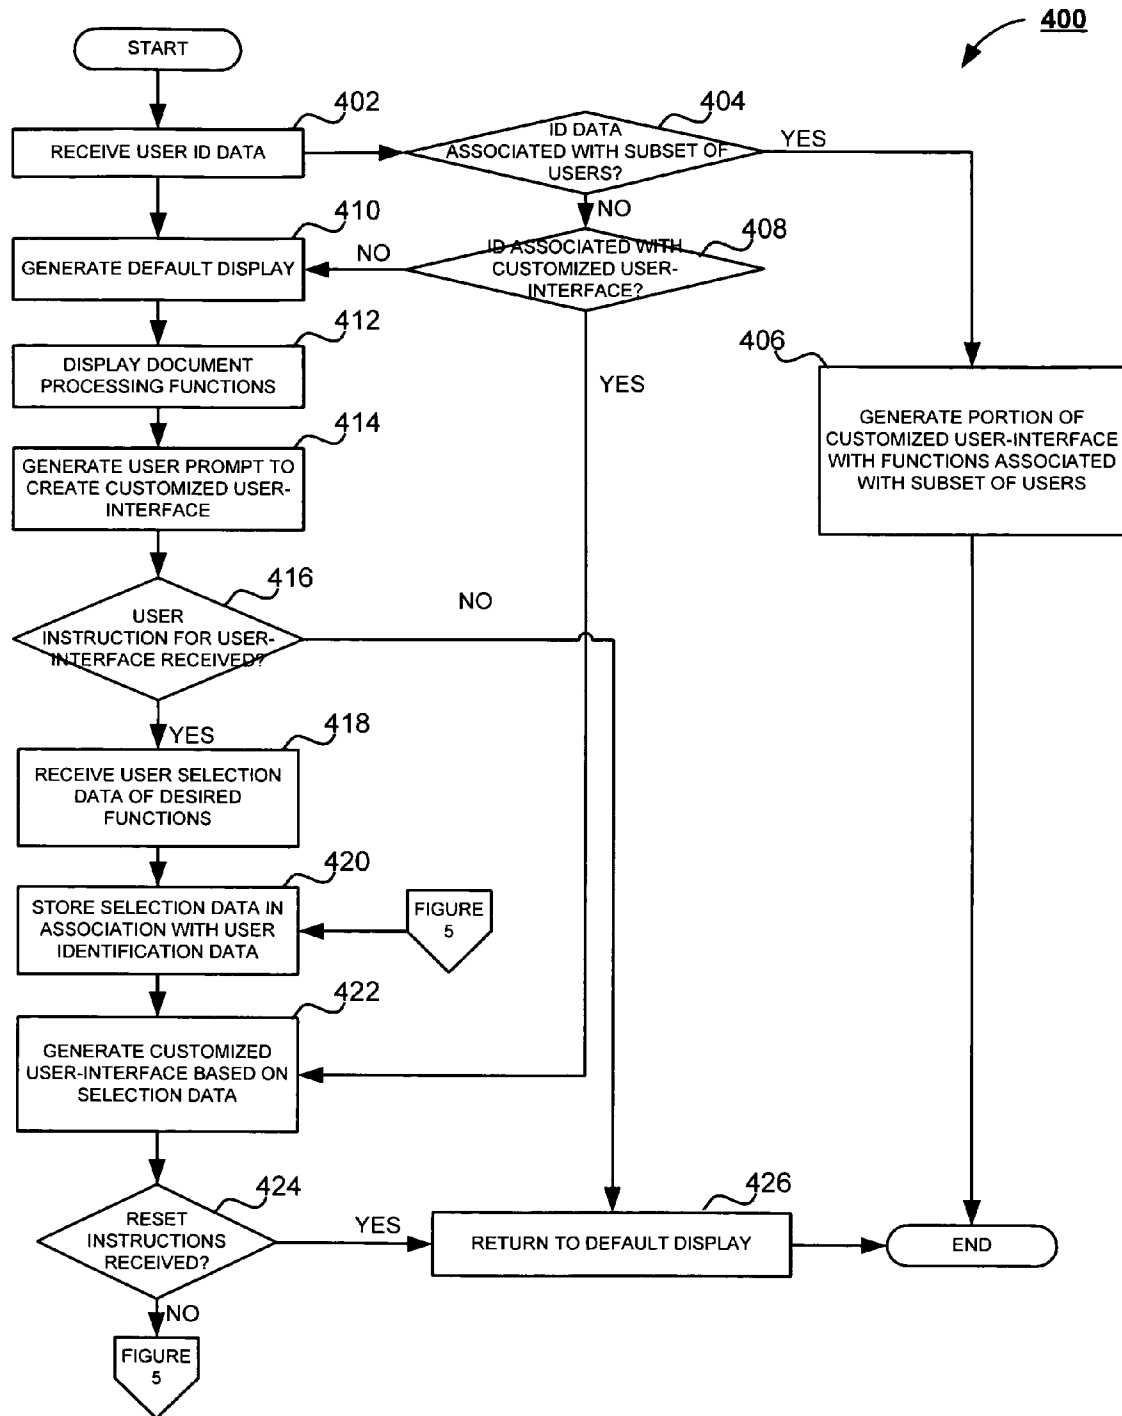 400
START
402
RECEIVE USER ID DATA
404
ID DATA
ASSOCIATED WITH SUBSET OF
USERS?
YES
NO
410
GENERATE DEFAULT DISPLAY
NO
408
ID ASSOCIATED WITH
CUSTOMIZED USER-
INTERFACE?
YES
406
GENERATE PORTION OF
CUSTOMIZED USER-INTERFACE
WITH FUNCTIONS ASSOCIATED
WITH SUBSET OF USERS
412
DISPLAY DOCUMENT
PROCESSING FUNCTIONS
414
GENERATE USER PROMPT TO
CREATE CUSTOMIZED USER-
INTERFACE
416
USER
INSTRUCTION FOR USER-
INTERFACE RECEIVED?
NO
YES
418
RECEIVE USER SELECTION
DATA OF DESIRED
FUNCTIONS
420
STORE SELECTION DATA IN
ASSOCIATION WITH USER
IDENTIFICATION DATA
FIGURE
5
422
GENERATE CUSTOMIZED
USER-INTERFACE BASED ON
SELECTION DATA
424
RESET
INSTRUCTIONS
RECEIVED?
YES
426
RETURN TO DEFAULT DISPLAY
END
NO
FIGURE
5